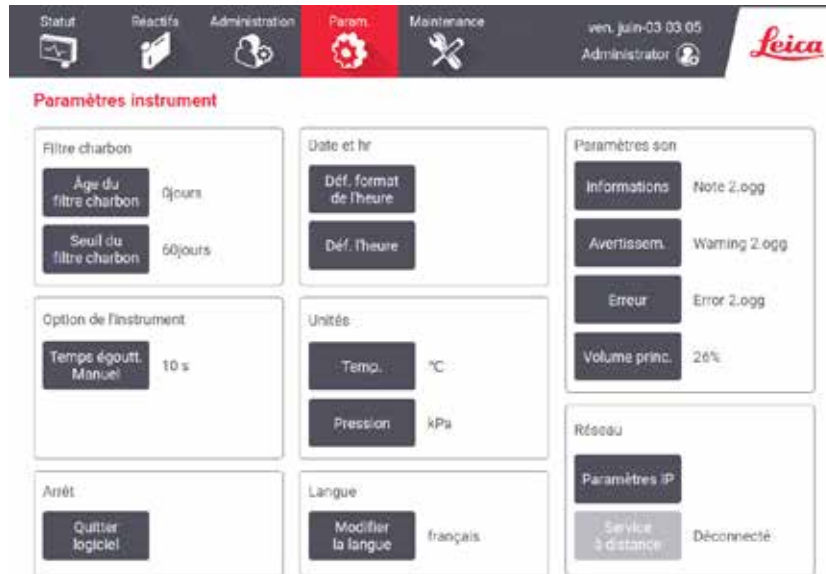 Statut Réactifs Administration Param. Maintenance
ven. juin-03 03:05
Administrator
Leica
Paramètres instrument
Filtre charbon
Âge du
filtre charbon
0jours
Seuil du
filtre charbon
60jours
Date et hr
Déf. format
de l'heure
Déf. l'heure
Paramètres son
Informations
Note 2.ogg
Avertissem.
Warning 2.ogg
Erreur
Error 2.ogg
Volume princ.
26%
Option de l'instrument
Temps égoutt.
Manuel
10 s
Unités
Temp.
°C
Pression
kPa
Réseau
Paramètres IP
Service
à distance
Déconnecté
Arrêt
Quitter
logiciel
Langue
Modifier
la langue
français